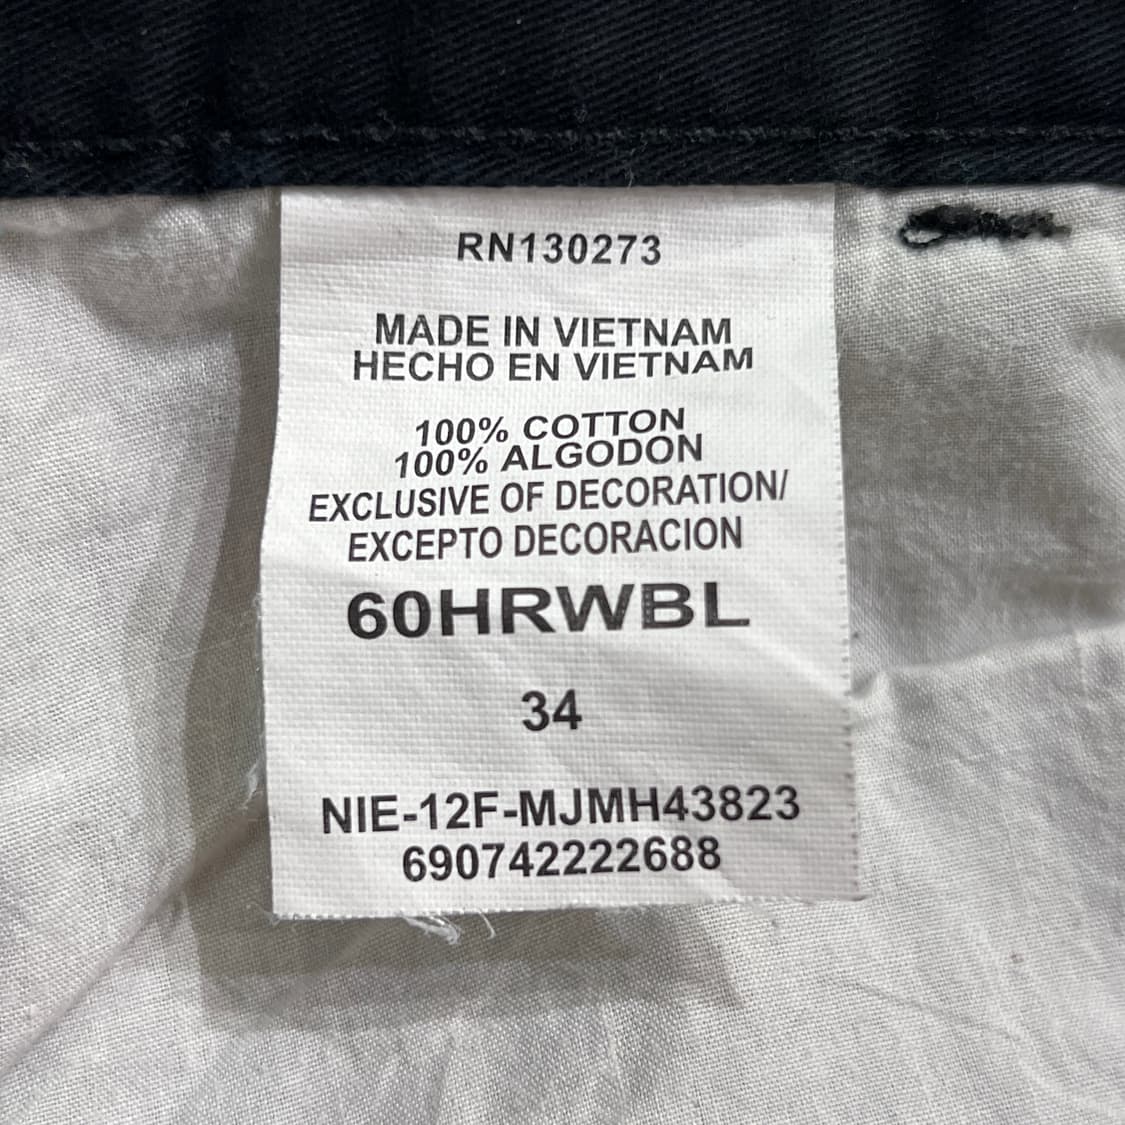 RN130273
MADE IN VIETNAM
HECHO EN VIETNAM
100% COTTON
100% ALGODON
EXCLUSIVE OF DECORATION/
EXCEPTO DECORACION
60HRWBL
34
NIE-12F-MJMH43823
690742222688